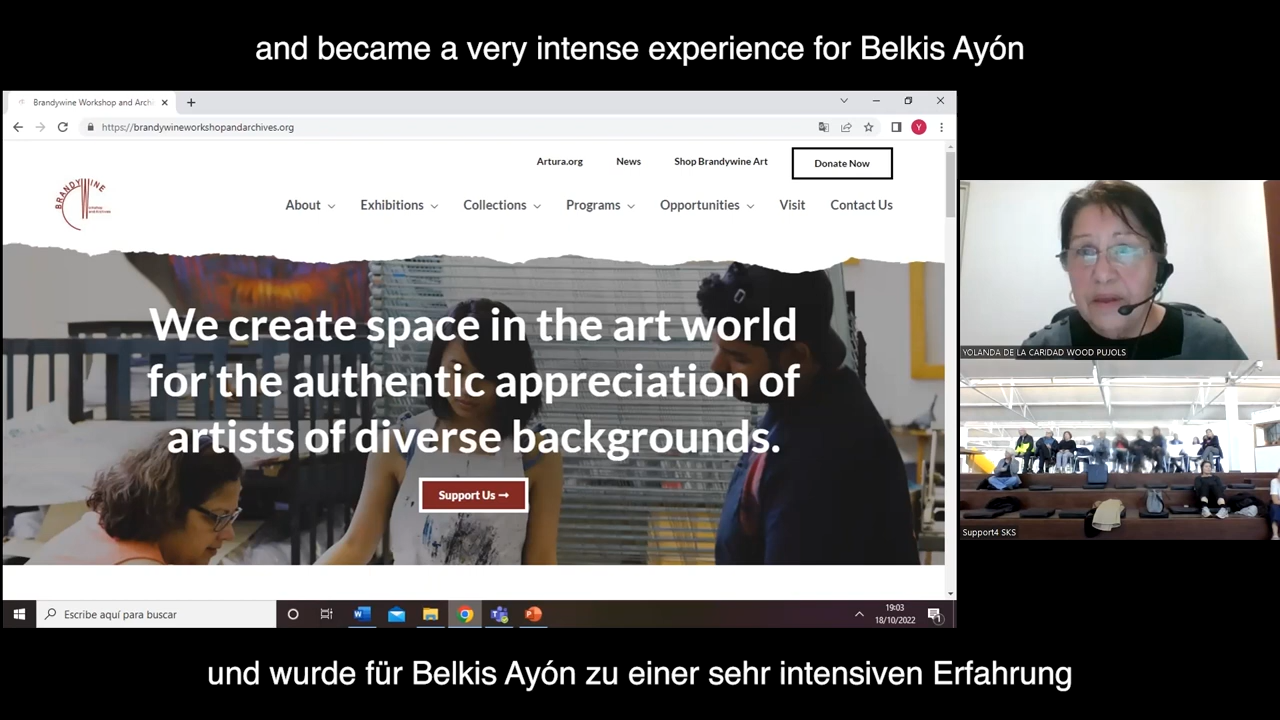 and became a very intense experience for Belkis Ayón
Brandywine Workshop and Archi
https://brandywineworkshopandarchives.org
Y
Artura.org News Shop Brandywine Art Donate Now
BRANDYWINE
About Exhibitions Collections Programs Opportunities Visit Contact Us
We create space in the art world
for the authentic appreciation of
artists of diverse backgrounds.
Support Us →
YOLANDA DE LA CARIDAD WOOD PUJOLS
Support4 SKS
Escribe aquí para buscar
19:03
18/10/2022
1
und wurde für Belkis Ayón zu einer sehr intensiven Erfahrung